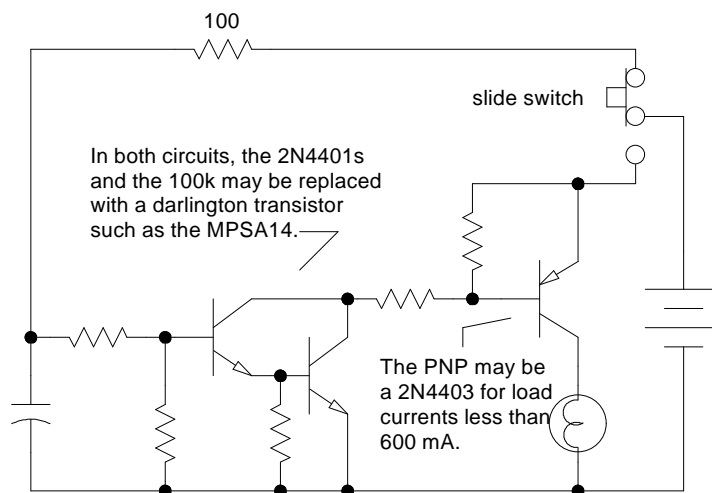 100
slide switch
In both circuits, the 2N4401s
and the 100k may be replaced
with a darlington transistor
such as the MPSA14.
The PNP may be
a 2N4403 for load
currents less than
600 mA.